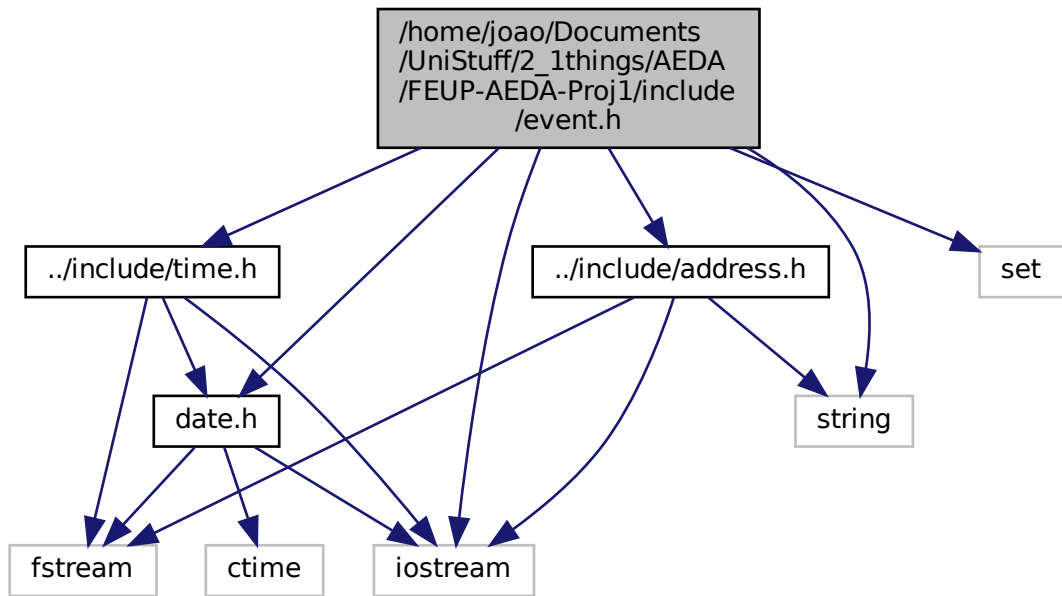 /home/joao/Documents
/UniStuff/2_1things/AEDA
/FEUP-AEDA-Proj1/include
/event.h
../include/time.h
../include/address.h
set
date.h
string
fstream
ctime
iostream